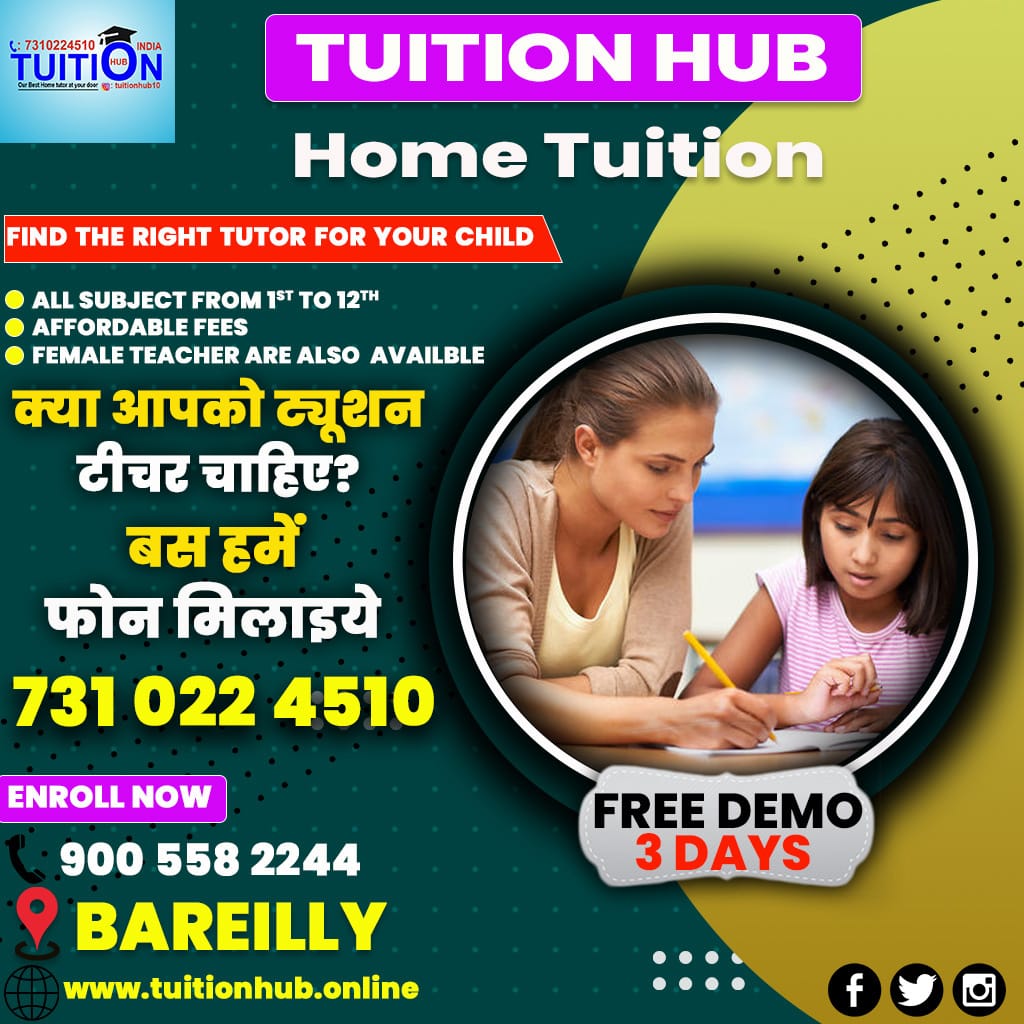 📞: 7310224510
INDIA
HUB
TUITION
Our Best Home tutor at your door : tuitionhub10
TUITION HUB
Home Tuition
FIND THE RIGHT TUTOR FOR YOUR CHILD
ALL SUBJECT FROM 1ST TO 12TH
AFFORDABLE FEES
FEMALE TEACHER ARE ALSO AVAILBLE
क्या आपको ट्यूशन
टीचर चाहिए?
बस हमें
फोन मिलाइये
731 022 4510
FREE DEMO
3 DAYS
ENROLL NOW
900 558 2244
BAREILLY
www.tuitionhub.online